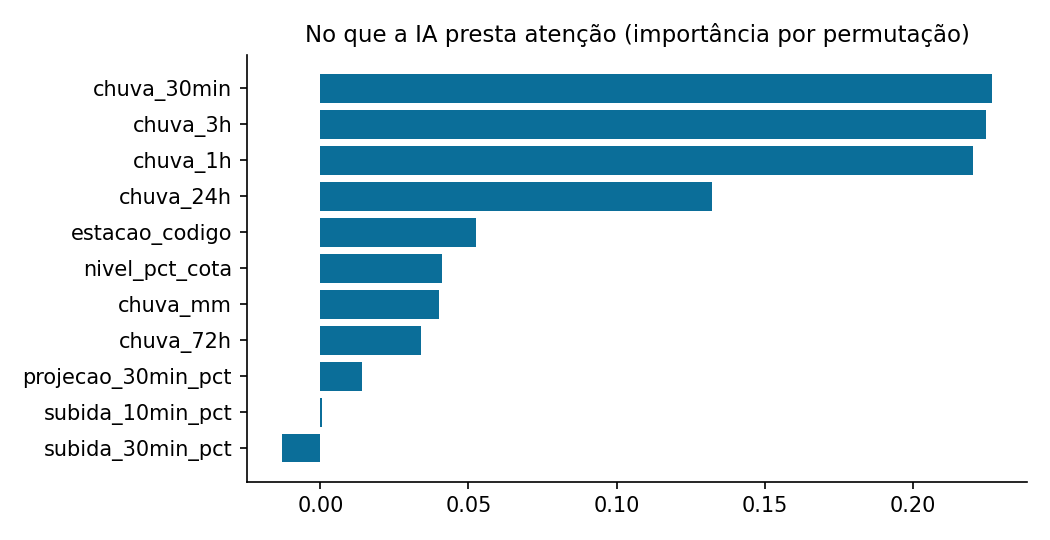 No que a IA presta atenção (importância por permutação)
chuva_30min
chuva_3h
chuva_1h
chuva_24h
estacao_codigo
nivel_pct_cota
chuva_mm
chuva_72h
projecao_30min_pct
subida_10min_pct
subida_30min_pct
0.00 0.05 0.10 0.15 0.20